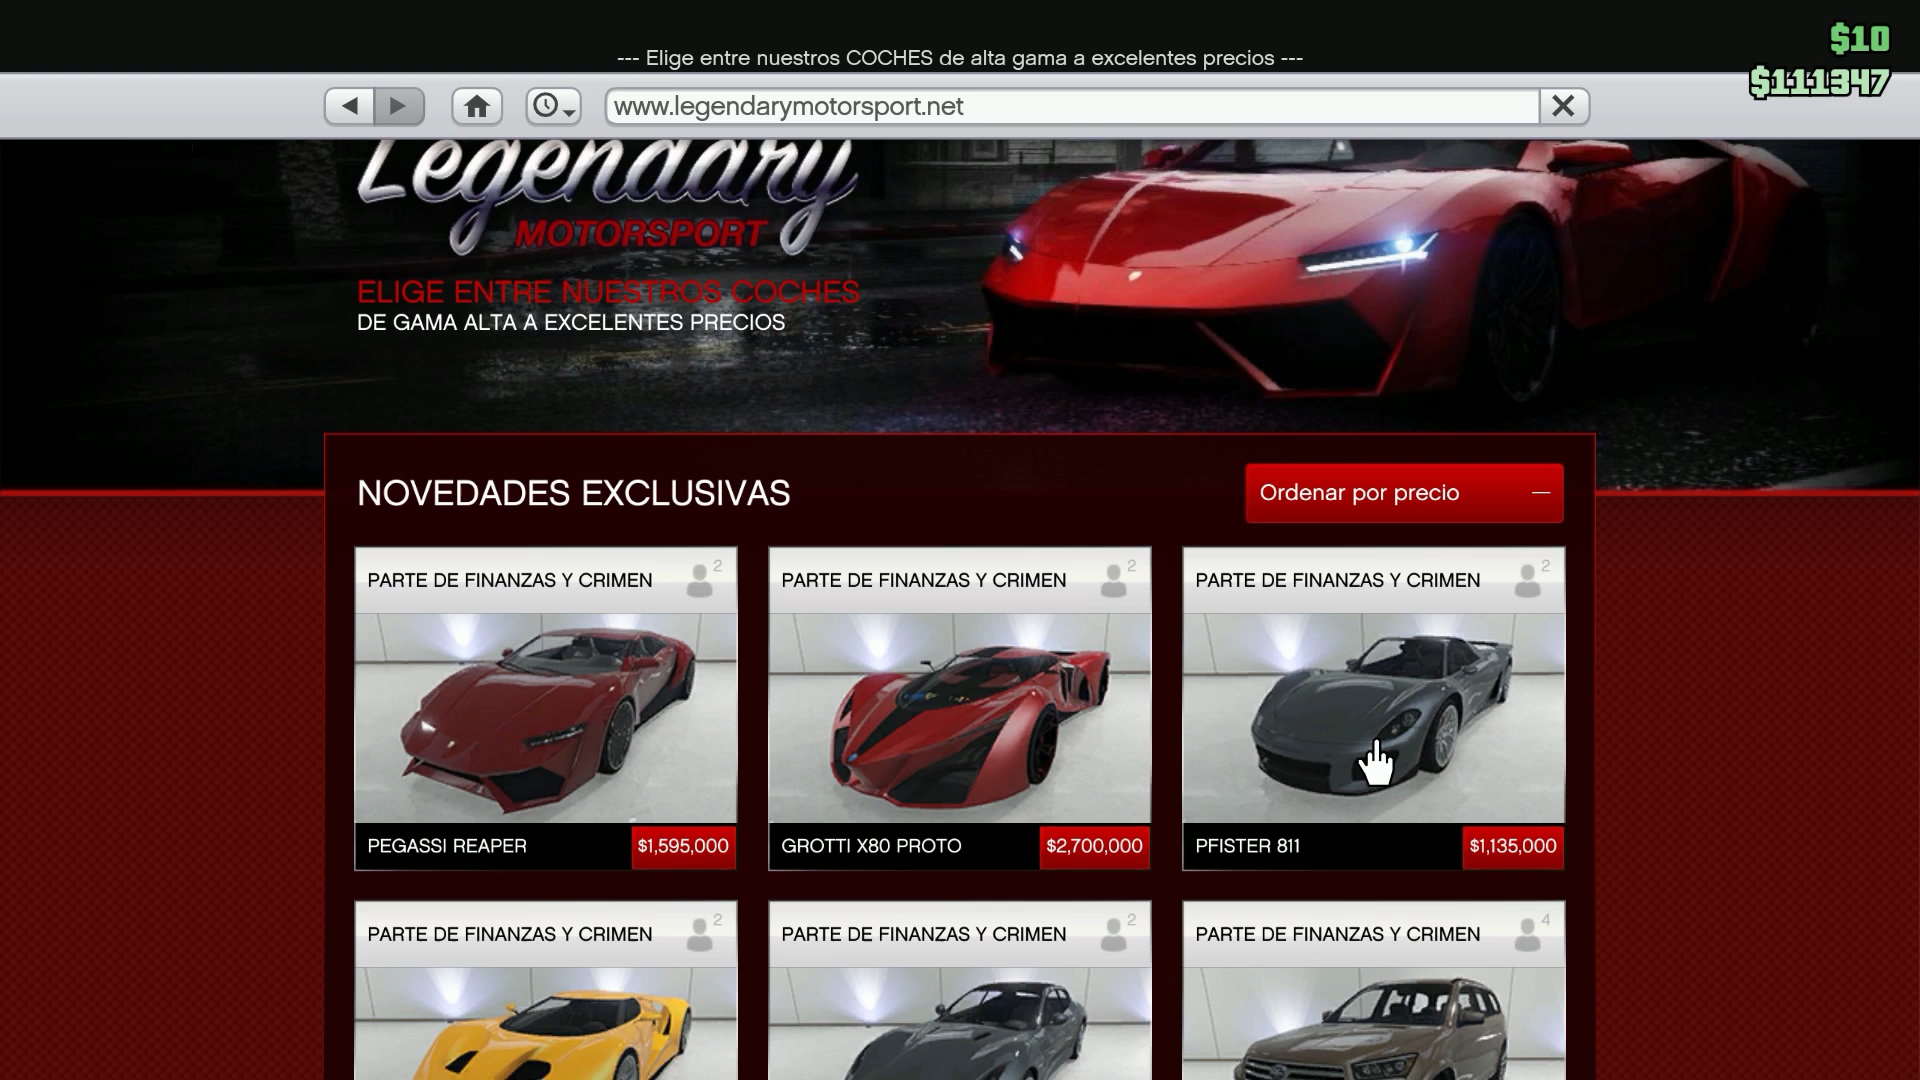 $10
--- Elige entre nuestros COCHES de alta gama a excelentes precios ---
$111347
www.legendarymotorsport.net
Legendary
MOTORSPORT
ELIGE ENTRE NUESTROS COCHES
DE GAMA ALTA A EXCELENTES PRECIOS
NOVEDADES EXCLUSIVAS
Ordenar por precio
PARTE DE FINANZAS Y CRIMEN 2
PARTE DE FINANZAS Y CRIMEN 2
PARTE DE FINANZAS Y CRIMEN 2
PEGASSI REAPER $1,595,000
GROTTI X80 PROTO $2,700,000
PFISTER 811 $1,135,000
PARTE DE FINANZAS Y CRIMEN 2
PARTE DE FINANZAS Y CRIMEN 2
PARTE DE FINANZAS Y CRIMEN 4